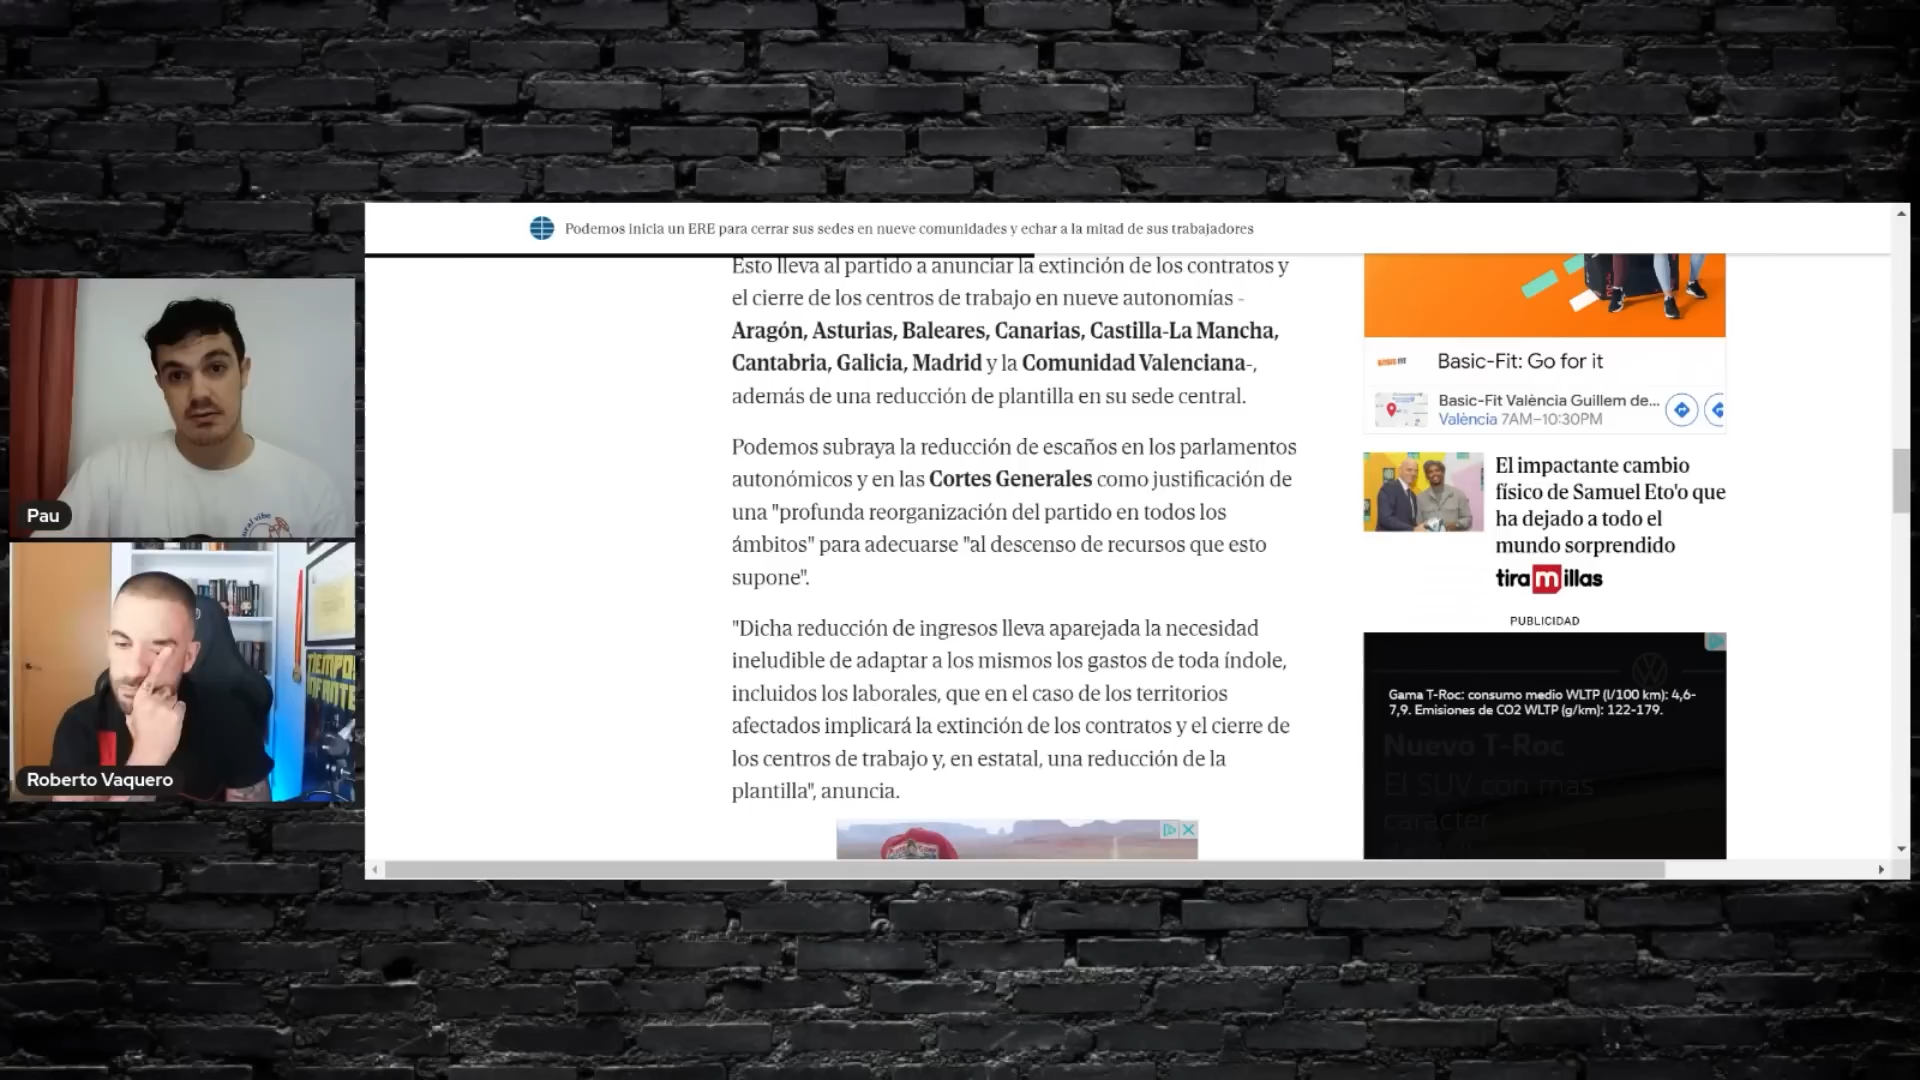 Podemos inicia un ERE para cerrar sus sedes en nueve comunidades y echar a la mitad de sus trabajadores
Esto lleva al partido a anunciar la extinción de los contratos y
el cierre de los centros de trabajo en nueve autonomías -
Aragón, Asturias, Baleares, Canarias, Castilla-La Mancha,
Cantabria, Galicia, Madrid y la Comunidad Valenciana-,
además de una reducción de plantilla en su sede central.
Podemos subraya la reducción de escaños en los parlamentos
autonómicos y en las Cortes Generales como justificación de
una "profunda reorganización del partido en todos los
ámbitos" para adecuarse "al descenso de recursos que esto
supone".
"Dicha reducción de ingresos lleva aparejada la necesidad
ineludible de adaptar a los mismos los gastos de toda índole,
incluidos los laborales, que en el caso de los territorios
afectados implicará la extinción de los contratos y el cierre de
los centros de trabajo y, en estatal, una reducción de la
plantilla", anuncia.
BASIC FIT
Basic-Fit: Go for it
Basic-Fit València Guillem de...
València 7AM–10:30PM
El impactante cambio
físico de Samuel Eto'o que
ha dejado a todo el
mundo sorprendido
tiramillas
PUBLICIDAD
Gama T-Roc: consumo medio WLTP (l/100 km): 4,6-
7,9. Emisiones de CO2 WLTP (g/km): 122-179.
Nuevo T-Roc
El SUV con más
carácter
Pau
Roberto Vaquero